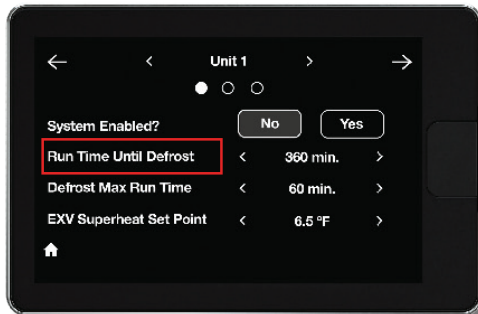 Unit 1
System Enabled? No Yes
Run Time Until Defrost 360 min.
Defrost Max Run Time 60 min.
EXV Superheat Set Point 6.5 ºF